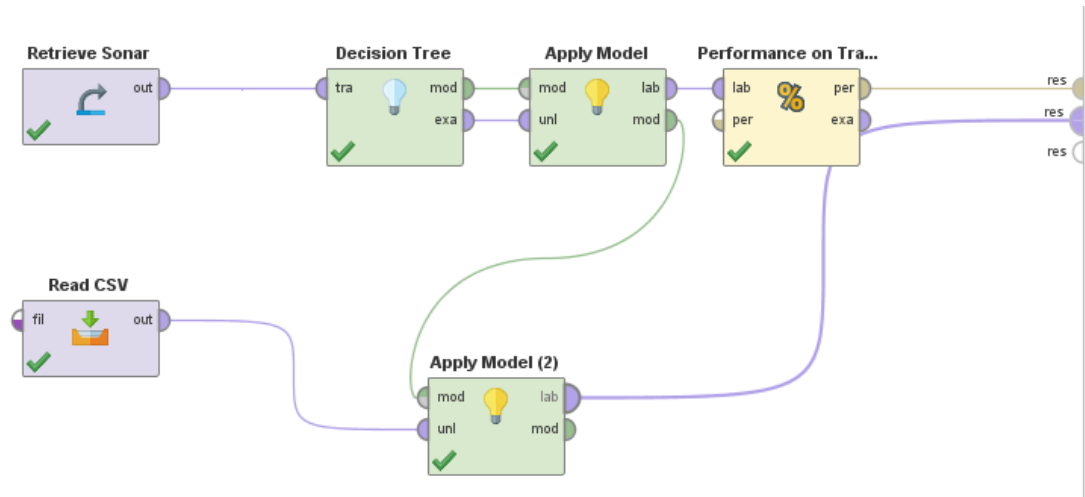 Retrieve Sonar
out
Decision Tree
tra
mod
exa
Apply Model
mod
unl
lab
mod
Performance on Tra...
lab
per
%
per
exa
res
res
res
Read CSV
fil
out
Apply Model (2)
mod
unl
lab
mod